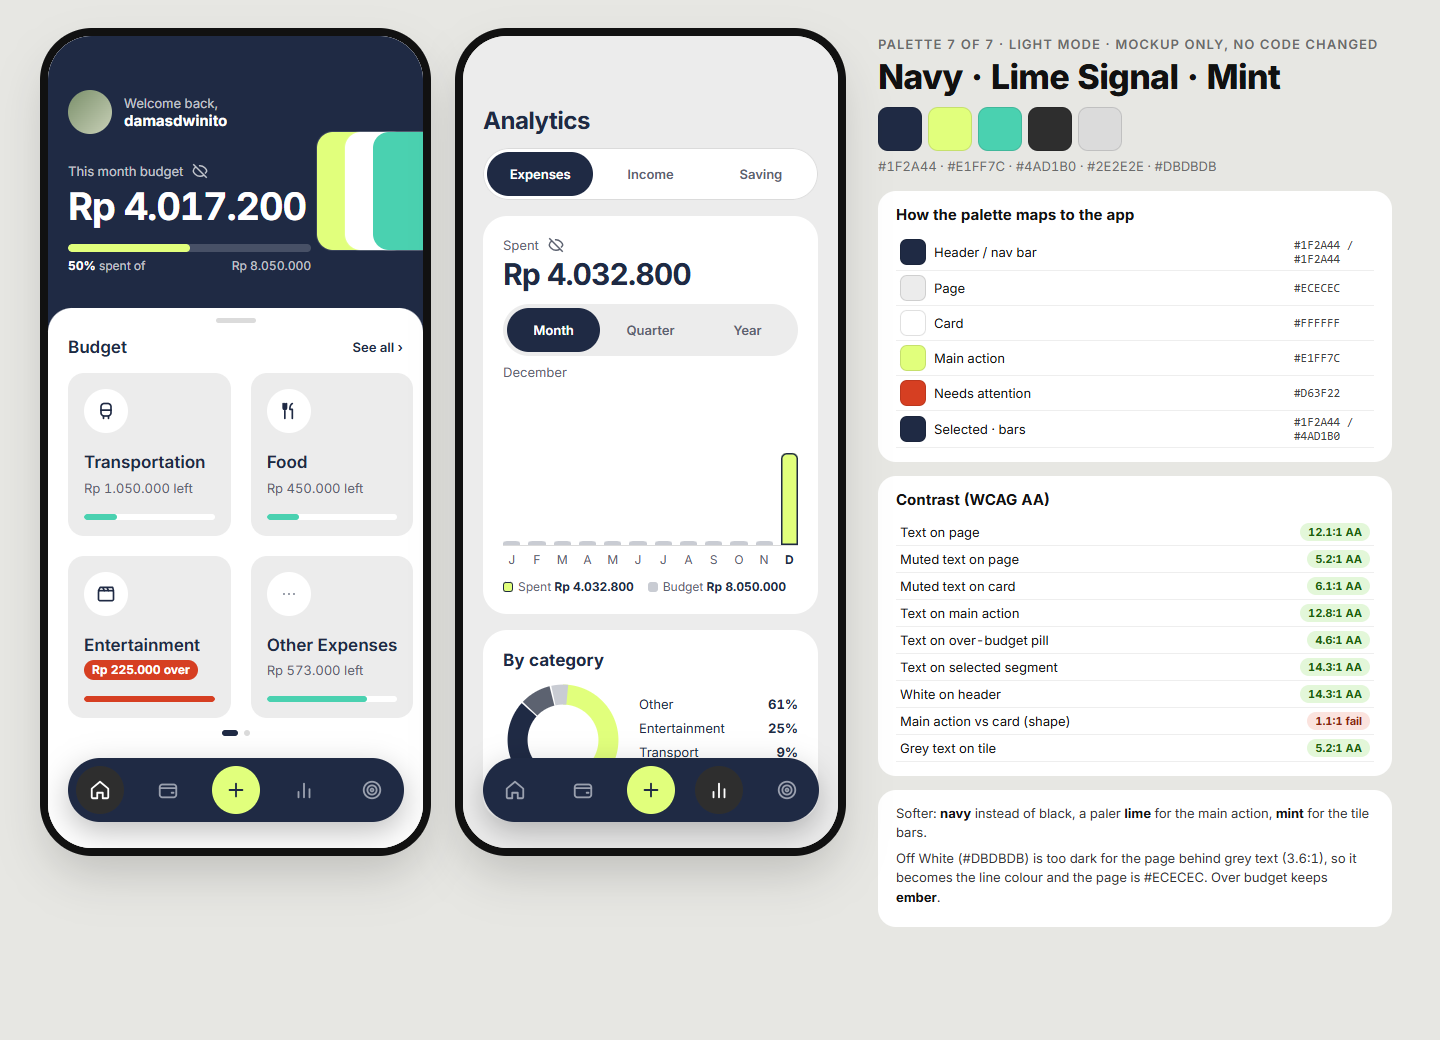 Welcome back,
damasdwinito
This month budget
Rp 4.017.200
50% spent of
Rp 8.050.000
Budget
See all ›
Transportation
Rp 1.050.000 left
Food
Rp 450.000 left
Entertainment
Rp 225.000 over
Other Expenses
Rp 573.000 left
Analytics
Expenses
Income
Saving
Spent
Rp 4.032.800
Month
Quarter
Year
December
J F M A M J J A S O N D
Spent Rp 4.032.800
Budget Rp 8.050.000
By category
Other 61%
Entertainment 25%
Transport 9%
PALETTE 7 OF 7 · LIGHT MODE · MOCKUP ONLY, NO CODE CHANGED
Navy · Lime Signal · Mint
#1F2A44 · #E1FF7C · #4AD1B0 · #2E2E2E · #DBDBDB
How the palette maps to the app
Header / nav bar #1F2A44 /
#1F2A44
Page #ECECEC
Card #FFFFFF
Main action #E1FF7C
Needs attention #D63F22
Selected · bars #1F2A44 /
#4AD1B0
Contrast (WCAG AA)
Text on page 12.1:1 AA
Muted text on page 5.2:1 AA
Muted text on card 6.1:1 AA
Text on main action 12.8:1 AA
Text on over-budget pill 4.6:1 AA
Text on selected segment 14.3:1 AA
White on header 14.3:1 AA
Main action vs card (shape) 1.1:1 fail
Grey text on tile 5.2:1 AA
Softer: navy instead of black, a paler lime for the main action, mint for the tile
bars.
Off White (#DBDBDB) is too dark for the page behind grey text (3.6:1), so it
becomes the line colour and the page is #ECECEC. Over budget keeps
ember.